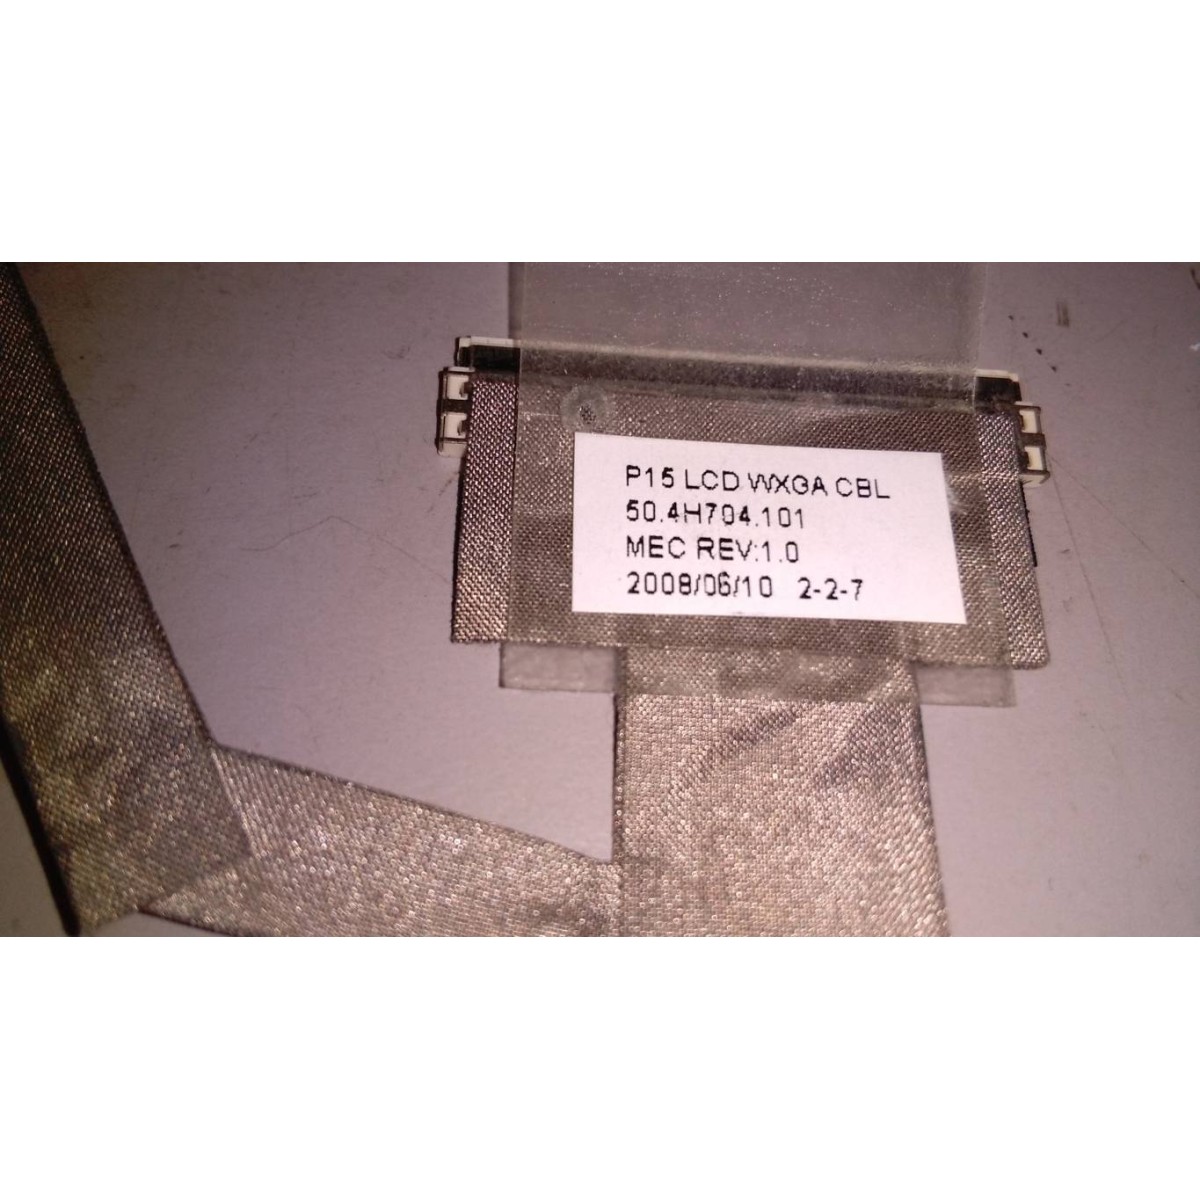 P15 LCD WXGA CBL
50.4H704.101
MEC REV:1.0
2008/06/10 2-2-7